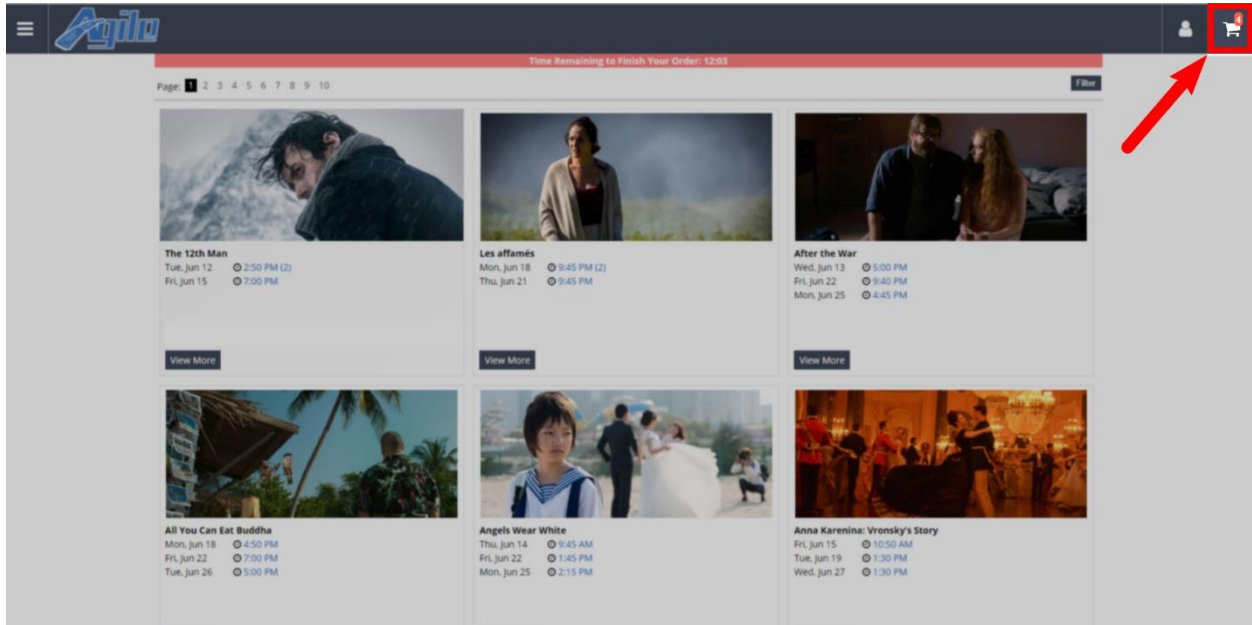 Agile
4
Time Remaining to Finish Your Order: 12:03
Page: 1 2 3 4 5 6 7 8 9 10
Filter
The 12th Man
Tue, Jun 12 2:50 PM (2)
Fri, Jun 15 7:00 PM
View More
Les affamés
Mon, Jun 18 9:45 PM (2)
Thu, Jun 21 9:45 PM
View More
After the War
Wed, Jun 13 5:00 PM
Fri, Jun 22 9:40 PM
Mon, Jun 25 4:45 PM
View More
All You Can Eat Buddha
Mon, Jun 18 4:50 PM
Fri, Jun 22 7:00 PM
Tue, Jun 26 5:00 PM
Angels Wear White
Thu, Jun 14 9:45 AM
Fri, Jun 22 1:45 PM
Mon, Jun 25 2:15 PM
Anna Karenina: Vronsky's Story
Fri, Jun 15 10:50 AM
Tue, Jun 19 1:30 PM
Wed, Jun 27 1:30 PM